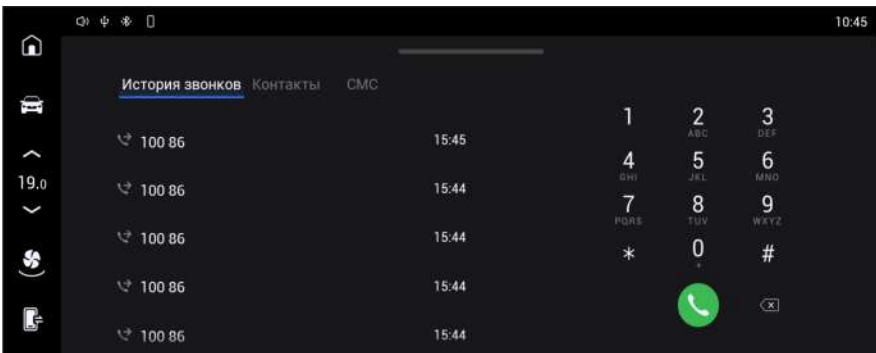 10:45
История звонков Контакты СМС
1 2 3
ABC DEF
100 86 15:45
19.0
4 5 6
GHI JKL MNO
100 86 15:44
7 8 9
PQRS TUV WXYZ
100 86 15:44
* 0 #
+
100 86 15:44
100 86 15:44